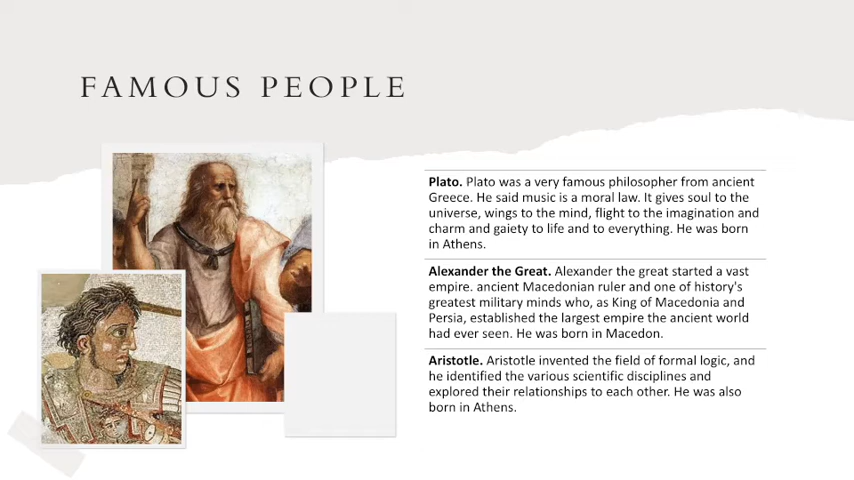 FAMOUS PEOPLE
Plato. Plato was a very famous philosopher from ancient
Greece. He said music is a moral law. It gives soul to the
universe, wings to the mind, flight to the imagination and
charm and gaiety to life and to everything. He was born
in Athens.
Alexander the Great. Alexander the great started a vast
empire. ancient Macedonian ruler and one of history's
greatest military minds who, as King of Macedonia and
Persia, established the largest empire the ancient world
had ever seen. He was born in Macedon.
Aristotle. Aristotle invented the field of formal logic, and
he identified the various scientific disciplines and
explored their relationships to each other. He was also
born in Athens.